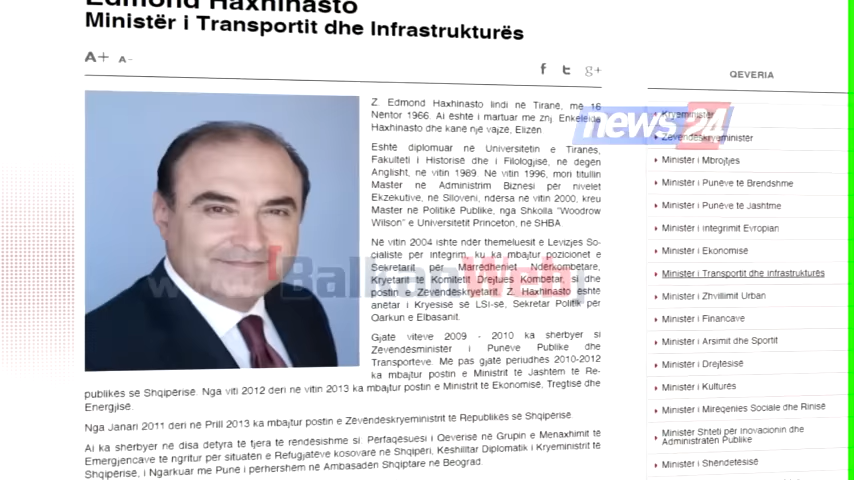 Edmond Haxhinasto
Ministër i Transportit dhe Infrastrukturës
A+ A-
f t g+
Z. Edmond Haxhinasto lindi në Tiranë, më 16
Nentor 1966. Ai është i martuar me znj. Enkeleida
Haxhinasto dhe kanë një vajzë, Elizën.
Eshtë diplomuar në Universitetin e Tiranës,
Fakulteti i Historisë dhe i Filologjisë, në degën
Anglisht, në vitin 1989. Në vitin 1996, mori titullin
Master në Administrim Biznesi për nivelet
Ekzekutive, në Slloveni, ndërsa në vitin 2000, kreu
Master në Politikë Publike, nga Shkolla "Woodrow
Wilson" e Universitetit Princeton, në SHBA.
Në vitin 2004 ishte ndër themeluesit e Levizjes So-
cialiste për Integrim, ku ka mbajtur pozicionet e
Sekretarit për Marrëdheniet Ndërkombëtare,
Kryetarit të Komitetit Drejtues Kombëtar, dhe
postin e Zëvendëskryetarit. Z. Haxhinasto është
anëtar i Kryesisë së LSI-së, Sekretar Politik për
Qarkun e Elbasanit.
Gjatë viteve 2009 - 2010 ka shërbyer si
Zëvendësministër i Punëve Publike dhe
Transporteve. Më pas gjatë periudhës 2010-2012
ka mbajtur postin e Ministrit të Jashtëm të Re-
publikës së Shqipërisë. Nga viti 2012 deri në vitin 2013 ka mbajtur postin e Ministrit të Ekonomisë, Tregtisë dhe
Energjisë.
Nga Janari 2011 deri në Prill 2013 ka mbajtur postin e Zëvendëskryeministrit të Republikës së Shqipërisë
Ai ka shërbyer në disa detyra të tjera të rëndësishme si: Përfaqësuesi i Qeverisë në Grupin e Menaxhimit të
Emergjencave të ngritur për situatën e Refugjatëve kosovarë në Shqipëri, Këshilltar Diplomatik i Kryeministrit të
Shqipërisë, i Ngarkuar me Punë i përhershëm në Ambasadën Shqiptare në Beograd.
QEVERIA
Kryeministër
Zëvendëskryeministër
Ministër i Mbrojtjes
Ministër i Punëve të Brendshme
Ministër i Punëve të Jashtme
Ministër i Integrimit Evropian
Ministër i Ekonomisë
Ministër i Transportit dhe Infrastrukturës
Ministër i Zhvillimit Urban
Ministër i Financave
Ministër i Arsimit dhe Sportit
Ministër i Drejtësisë
Ministër i Kulturës
Ministër i Mirëqenies Sociale dhe Rinisë
Ministër Shteti për Inovacionin dhe
Administratën Publike
Ministër i Shëndetësisë
news24
www.BalkanWeb